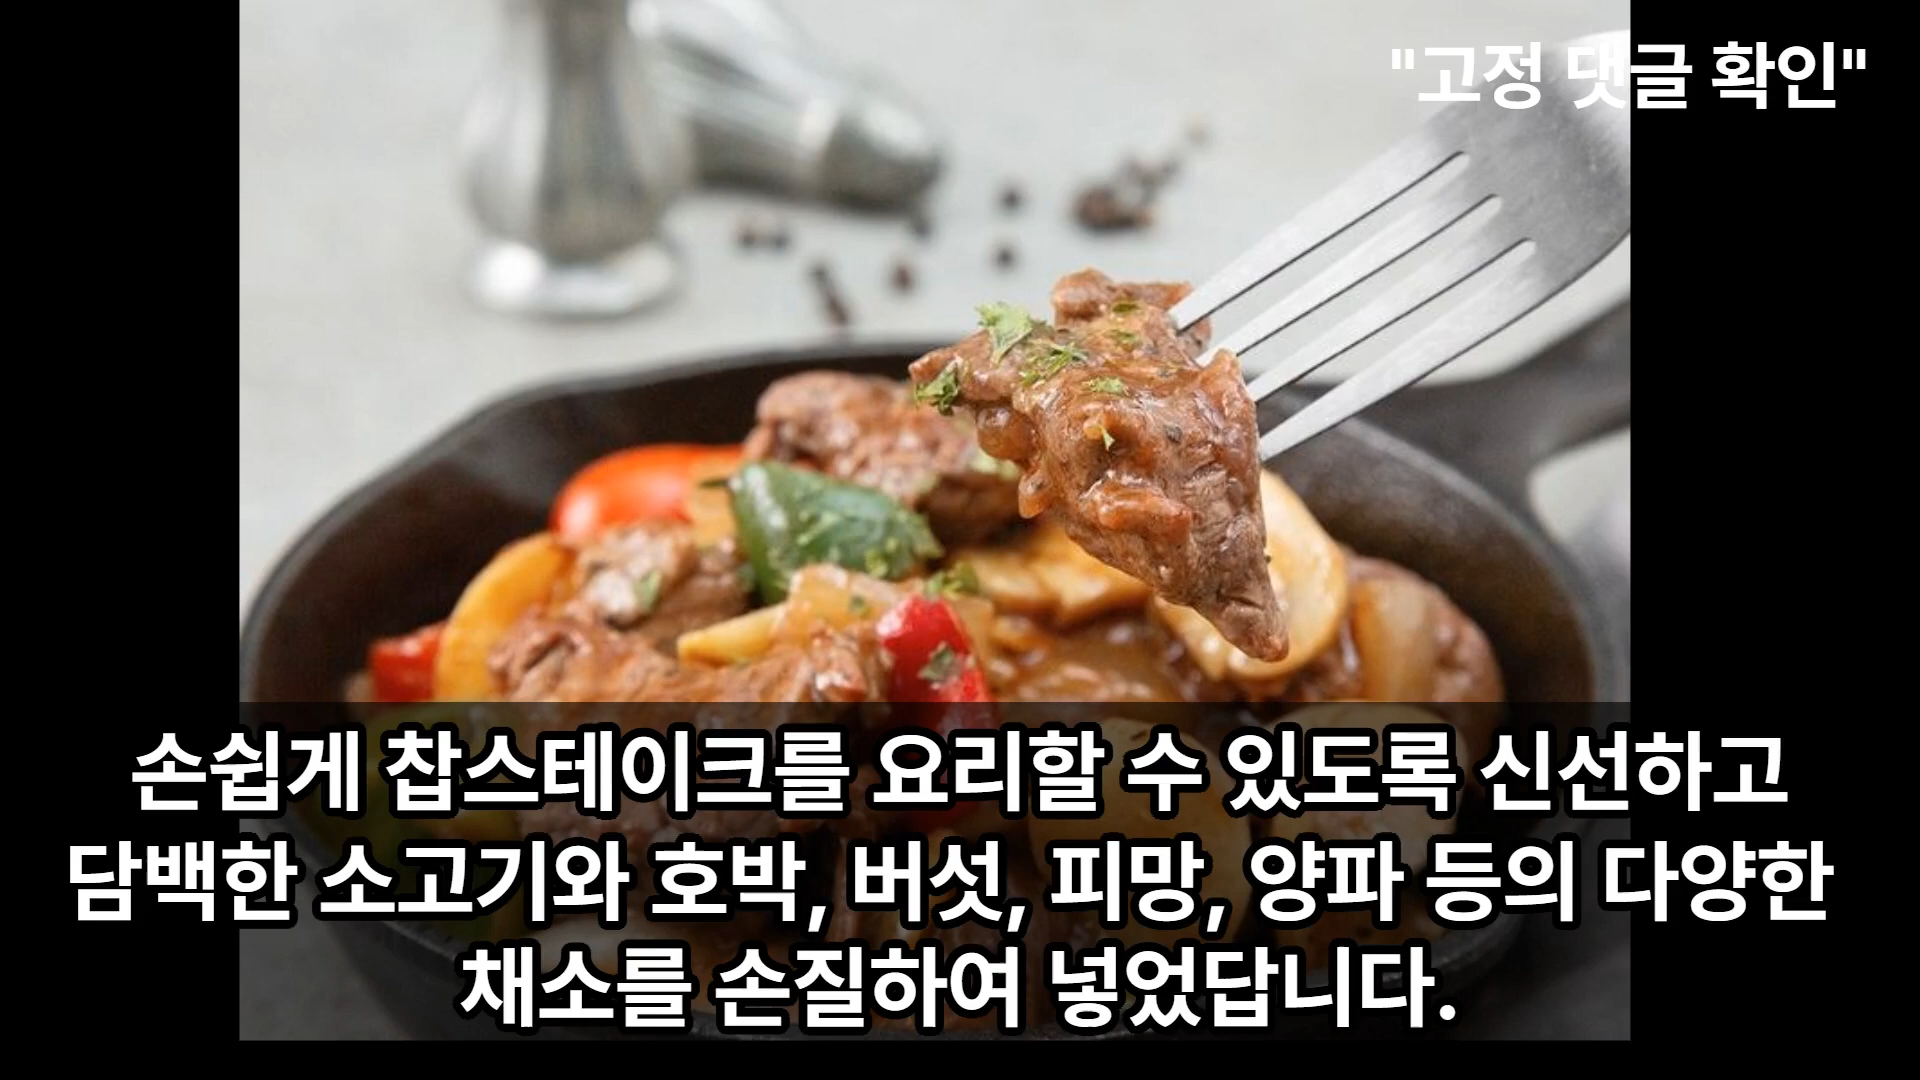 "고정 댓글 확인"
손쉽게 찹스테이크를 요리할 수 있도록 신선하고
담백한 소고기와 호박, 버섯, 피망, 양파 등의 다양한
채소를 손질하여 넣었답니다.